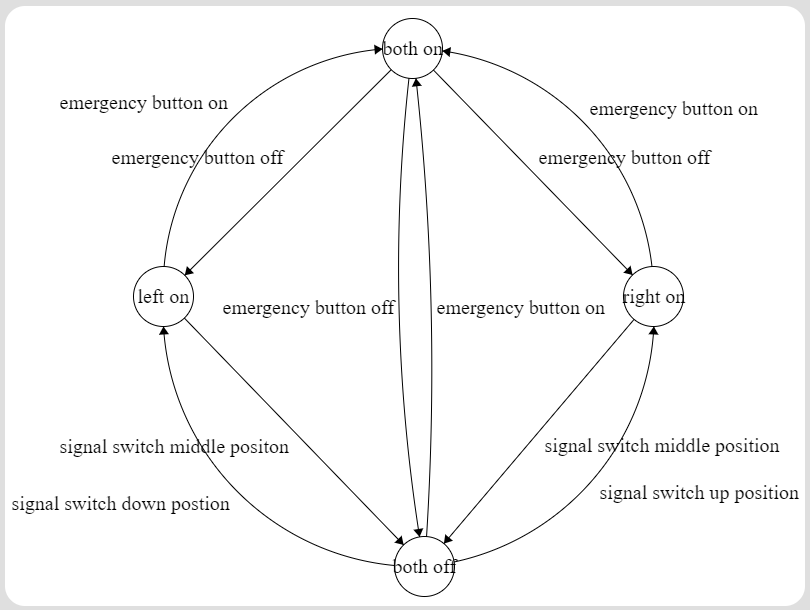 both on
emergency button on
emergency button on
emergency button off
emergency button off
left on
right on
emergency button off
emergency button on
signal switch middle positon
signal switch middle position
signal switch up position
signal switch down postion
both off